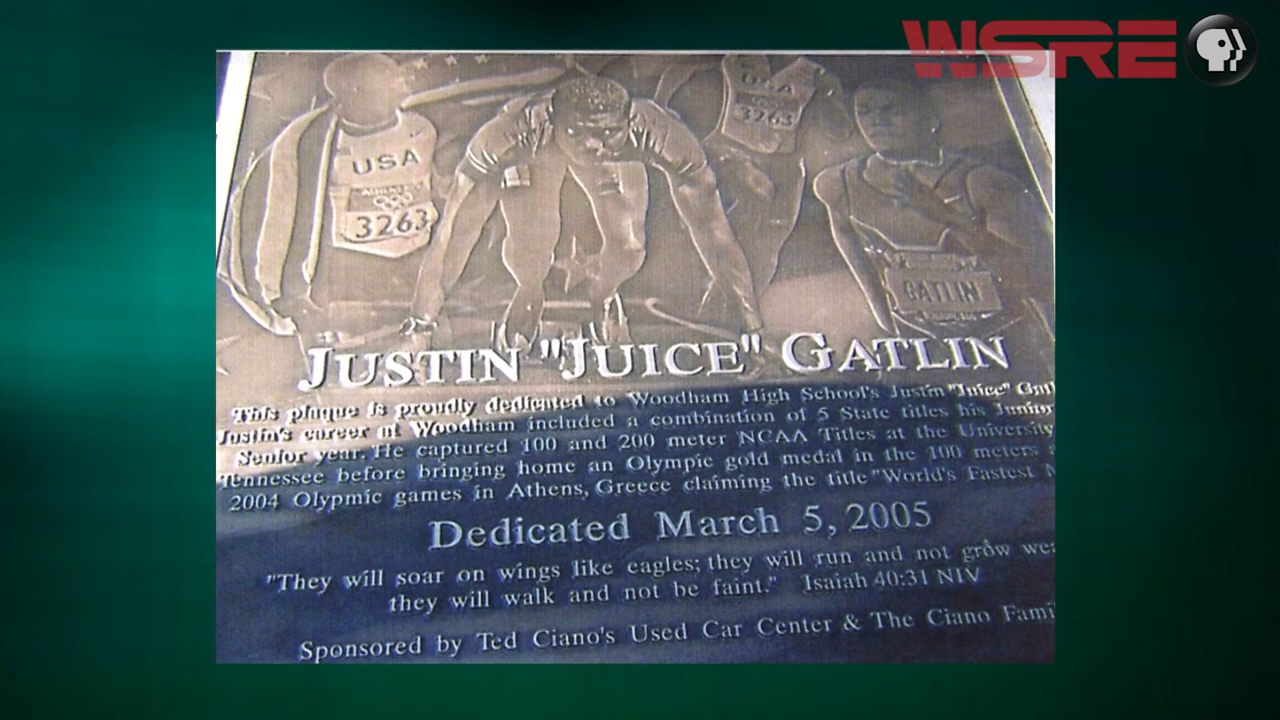 WSRE
USA
3263
USA
3263
GATLIN
JUSTIN "JUICE" GATLIN
This plaque is proudly dedicated to Woodham High School's Justin "Juice" Gatl
Justin's career at Woodham included a combination of 5 State titles his Junior
Senior year. He captured 100 and 200 meter NCAA Titles at the University
Tennessee before bringing home an Olympic gold medal in the 100 meters
2004 Olypmic games in Athens, Greece claiming the title "World's Fastest
Dedicated March 5, 2005
"They will soar on wings like eagles; they will run and not grow wea
they will walk and not be faint." Isaiah 40:31 NIV
Sponsored by Ted Ciano's Used Car Center & The Ciano Fami